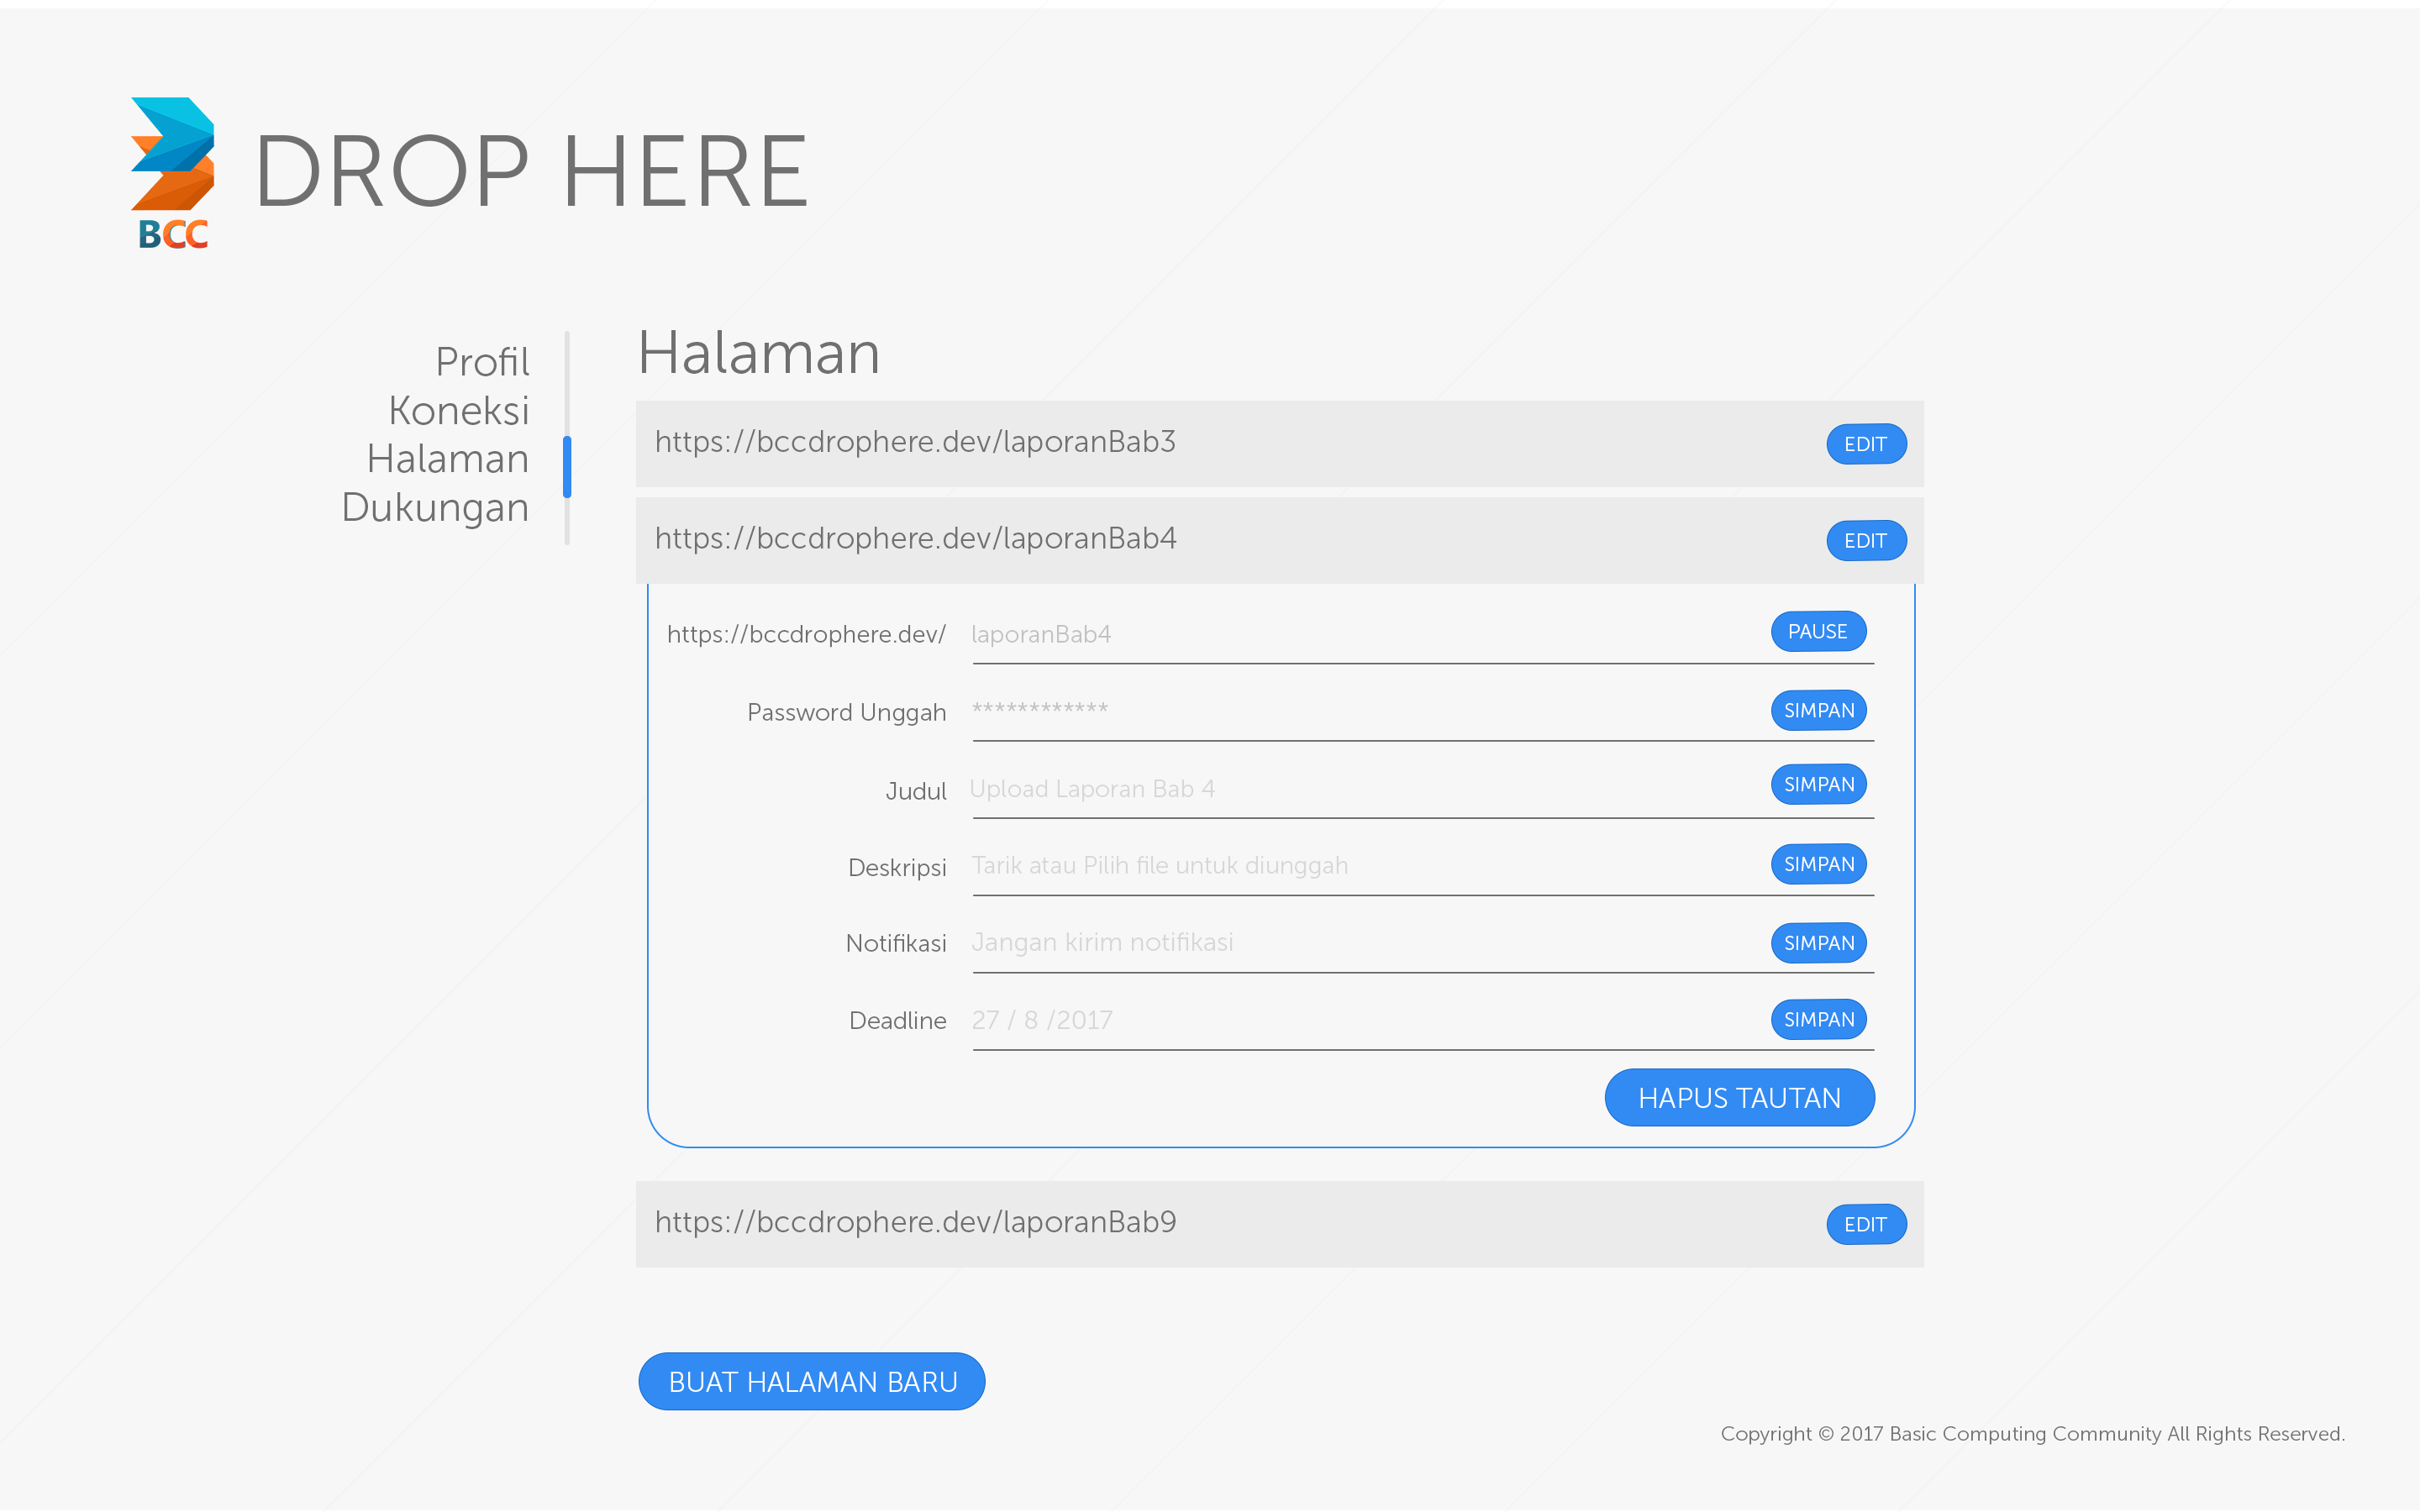 BCC
DROP HERE
Profil
Koneksi
Halaman
Dukungan
Halaman
https://bccdrophere.dev/laporanBab3
EDIT
https://bccdrophere.dev/laporanBab4
EDIT
https://bccdrophere.dev/ laporanBab4
PAUSE
Password Unggah ************
SIMPAN
Judul Upload Laporan Bab 4
SIMPAN
Deskripsi Tarik atau Pilih file untuk diunggah
SIMPAN
Notifikasi Jangan kirim notifikasi
SIMPAN
Deadline 27 / 8 /2017
SIMPAN
HAPUS TAUTAN
https://bccdrophere.dev/laporanBab9
EDIT
BUAT HALAMAN BARU
Copyright © 2017 Basic Computing Community All Rights Reserved.